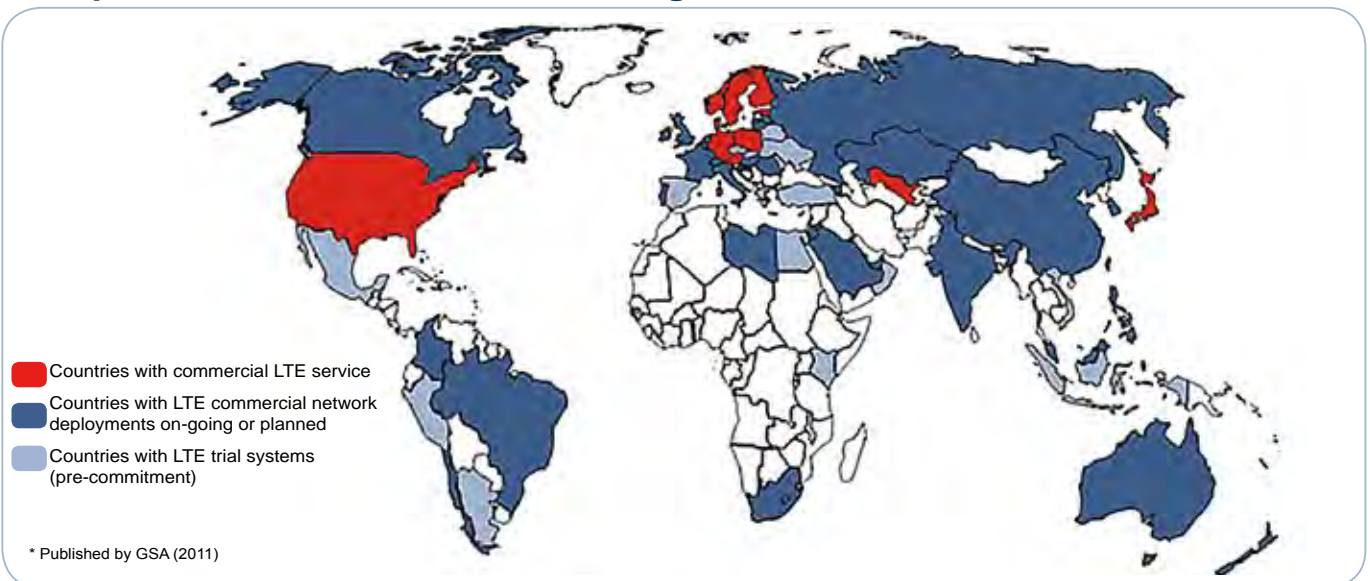 Countries with commercial LTE service
Countries with LTE commercial network
deployments on-going or planned
Countries with LTE trial systems
(pre-commitment)
* Published by GSA (2011)